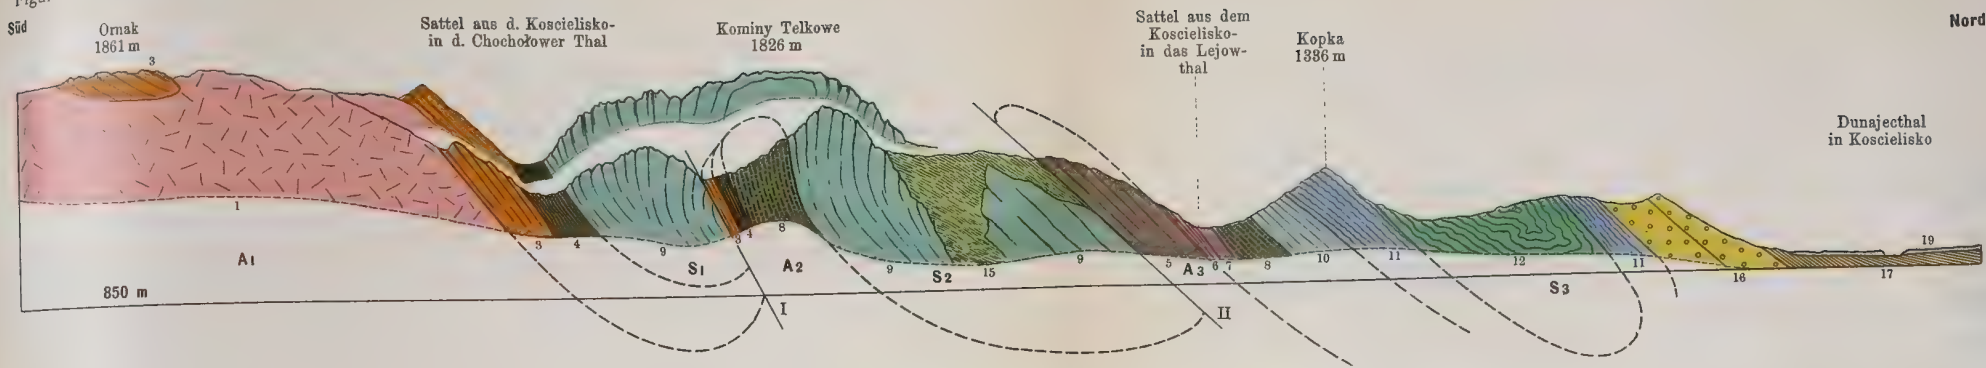 Süd
Ornak
1861 m
3
Sattel aus d. Koscielisko-
in d. Chochołower Thal
Kominy Telkowe
1826 m
Sattel aus dem
Koscielisko-
in das Lejow-
thal
Kopka
1336 m
Nord
Dunajecthal
in Koscielisko
1
3
4
9
3
4
8
9
15
9
5
6
7
8
10
11
12
11
16
17
19
A1
S1
A2
S2
A3
S3
850 m
I
II